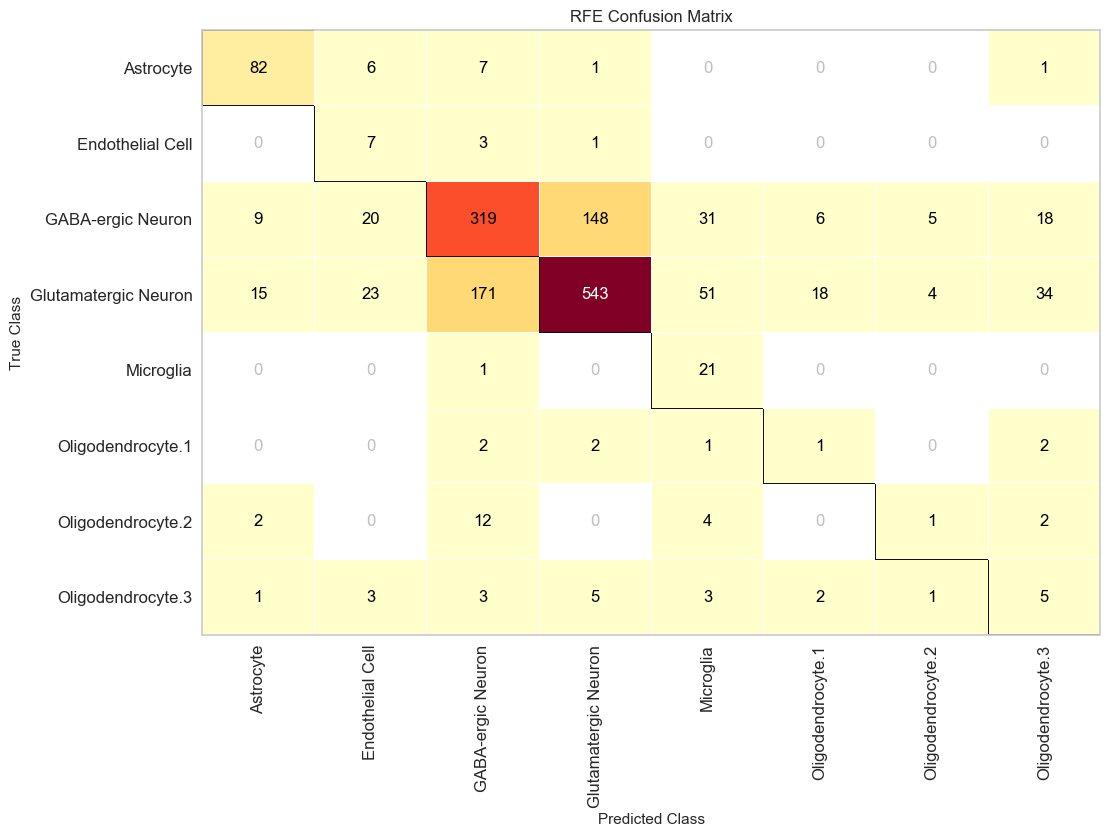 RFE Confusion Matrix
True Class
Astrocyte 82 6 7 1 0 0 0 1
Endothelial Cell 0 7 3 1 0 0 0 0
GABA-ergic Neuron 9 20 319 148 31 6 5 18
Glutamatergic Neuron 15 23 171 543 51 18 4 34
Microglia 0 0 1 0 21 0 0 0
Oligodendrocyte.1 0 0 2 2 1 1 0 2
Oligodendrocyte.2 2 0 12 0 4 0 1 2
Oligodendrocyte.3 1 3 3 5 3 2 1 5
Astrocyte
Endothelial Cell
GABA-ergic Neuron
Glutamatergic Neuron
Microglia
Oligodendrocyte.1
Oligodendrocyte.2
Oligodendrocyte.3
Predicted Class